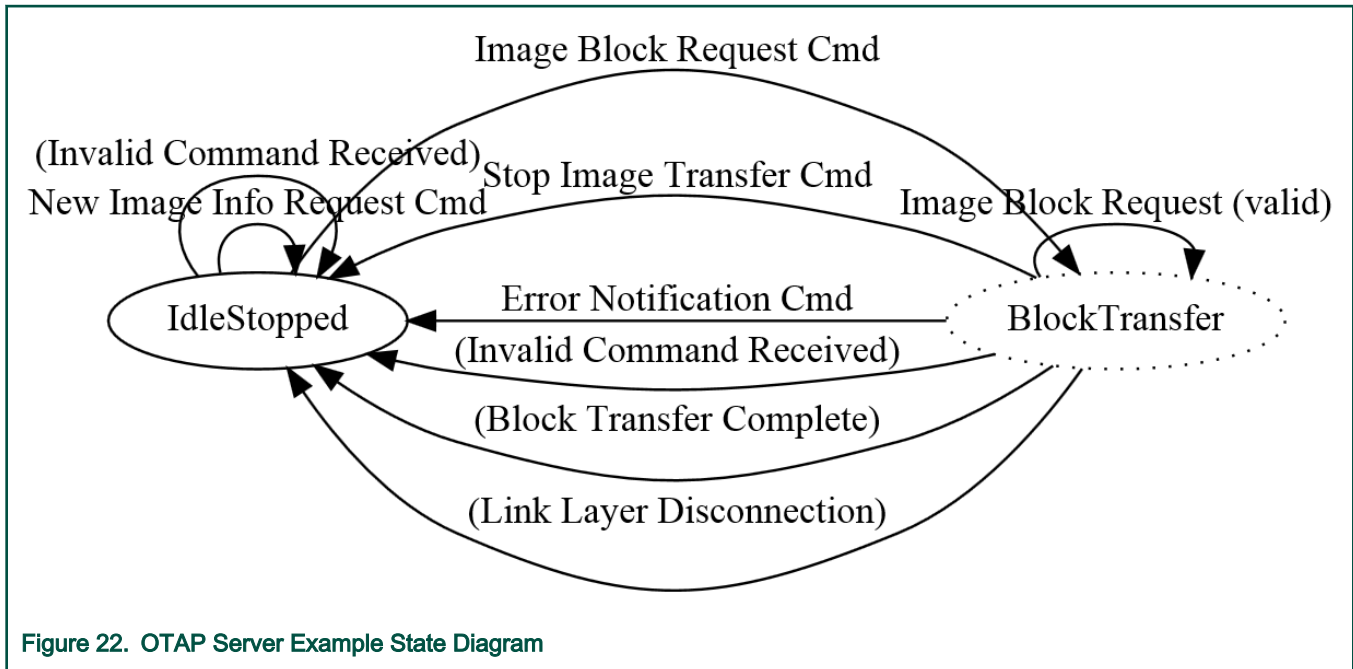 Image Block Request Cmd
(Invalid Command Received)
Stop Image Transfer Cmd
New Image Info Request Cmd
Image Block Request (valid)
Error Notification Cmd
IdleStopped
BlockTransfer
(Invalid Command Received)
(Block Transfer Complete)
(Link Layer Disconnection)
Figure 22. OTAP Server Example State Diagram